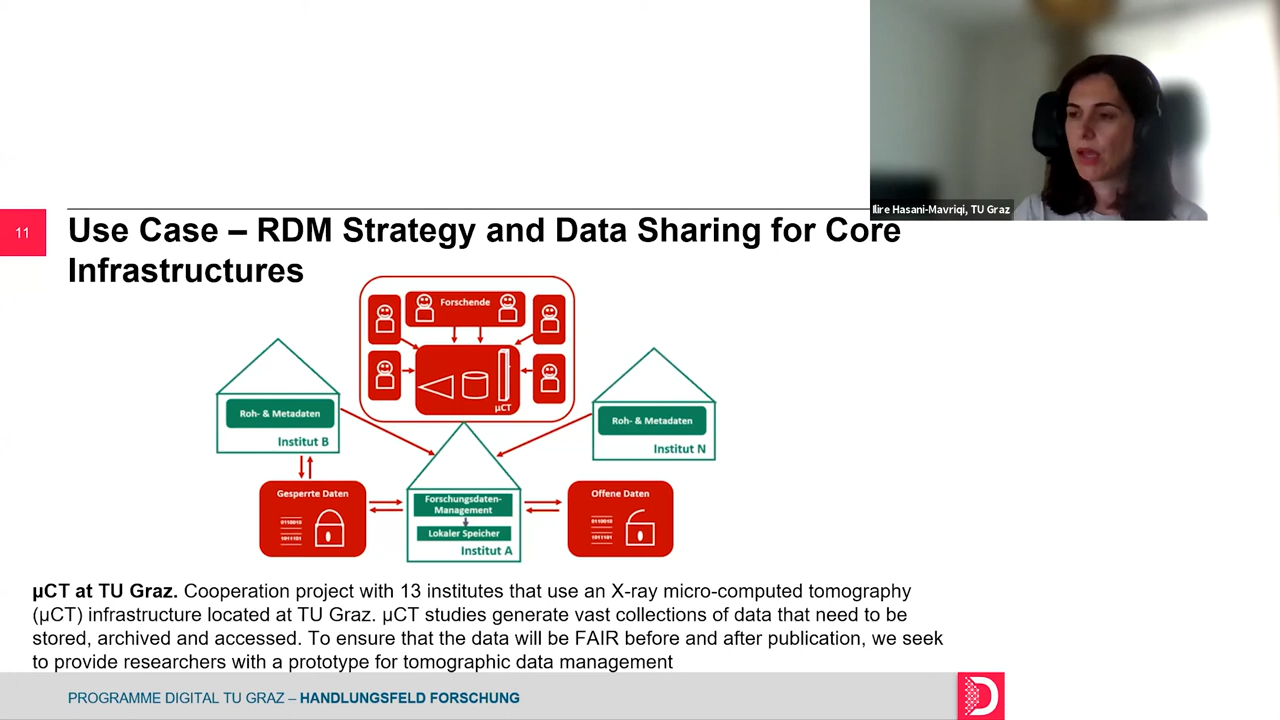 Ilire Hasani-Mavriqi, TU Graz
11
Use Case – RDM Strategy and Data Sharing for Core
Infrastructures
Forschende
µCT
Roh- & Metadaten
Institut B
Roh- & Metadaten
Institut N
Gesperrte Daten
0110010
1011101
Forschungsdaten-
Management
Lokaler Speicher
Institut A
Offene Daten
0110010
1011101
µCT at TU Graz. Cooperation project with 13 institutes that use an X-ray micro-computed tomography
(µCT) infrastructure located at TU Graz. µCT studies generate vast collections of data that need to be
stored, archived and accessed. To ensure that the data will be FAIR before and after publication, we seek
to provide researchers with a prototype for tomographic data management
PROGRAMME DIGITAL TU GRAZ – HANDLUNGSFELD FORSCHUNG
D